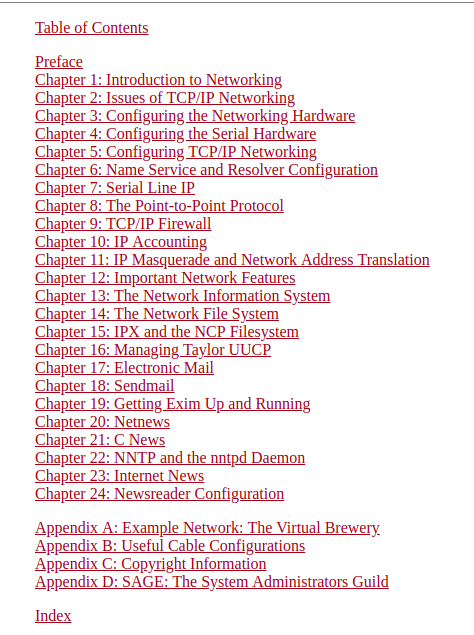 Table of Contents
Preface
Chapter 1: Introduction to Networking
Chapter 2: Issues of TCP/IP Networking
Chapter 3: Configuring the Networking Hardware
Chapter 4: Configuring the Serial Hardware
Chapter 5: Configuring TCP/IP Networking
Chapter 6: Name Service and Resolver Configuration
Chapter 7: Serial Line IP
Chapter 8: The Point-to-Point Protocol
Chapter 9: TCP/IP Firewall
Chapter 10: IP Accounting
Chapter 11: IP Masquerade and Network Address Translation
Chapter 12: Important Network Features
Chapter 13: The Network Information System
Chapter 14: The Network File System
Chapter 15: IPX and the NCP Filesystem
Chapter 16: Managing Taylor UUCP
Chapter 17: Electronic Mail
Chapter 18: Sendmail
Chapter 19: Getting Exim Up and Running
Chapter 20: Netnews
Chapter 21: C News
Chapter 22: NNTP and the nntpd Daemon
Chapter 23: Internet News
Chapter 24: Newsreader Configuration
Appendix A: Example Network: The Virtual Brewery
Appendix B: Useful Cable Configurations
Appendix C: Copyright Information
Appendix D: SAGE: The System Administrators Guild
Index